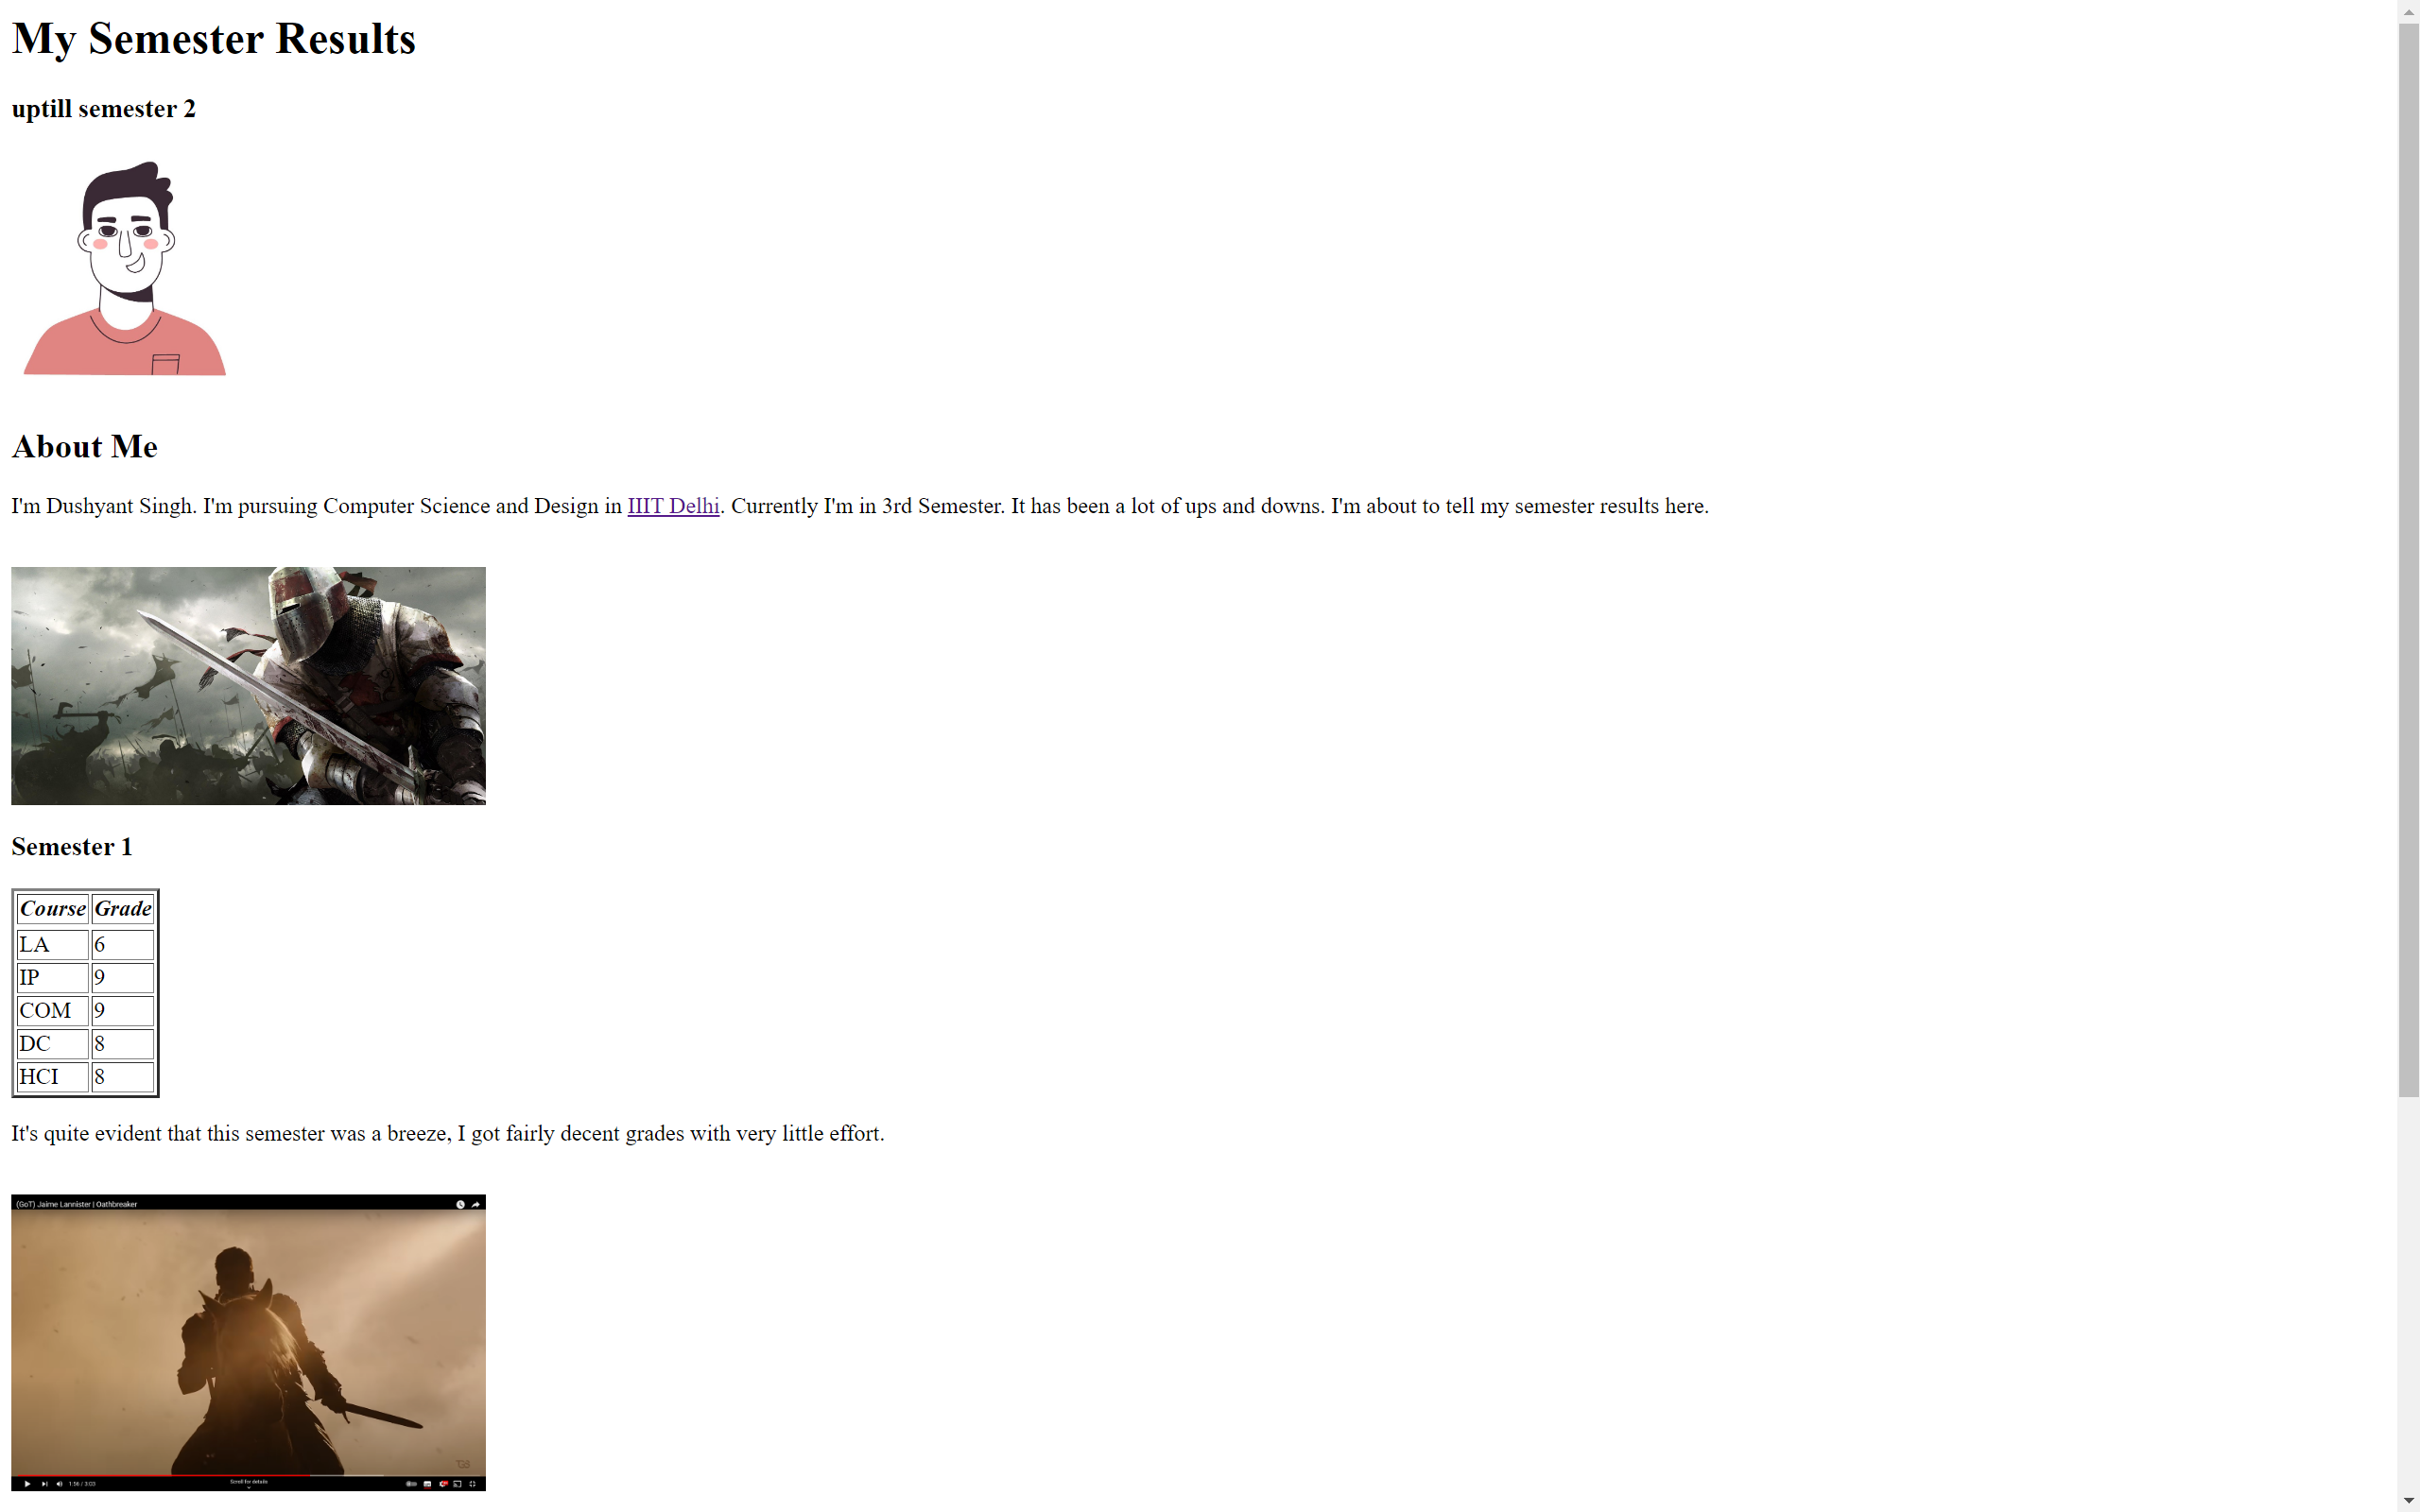 My Semester Results
uptill semester 2
About Me
I'm Dushyant Singh. I'm pursuing Computer Science and Design in IIIT Delhi. Currently I'm in 3rd Semester. It has been a lot of ups and downs. I'm about to tell my semester results here.
Semester 1
Course Grade
LA 6
IP 9
COM 9
DC 8
HCI 8
It's quite evident that this semester was a breeze, I got fairly decent grades with very little effort.
(GoT) Jaime Lannister | Oathbreaker
1:56 / 3:03
Scroll for details